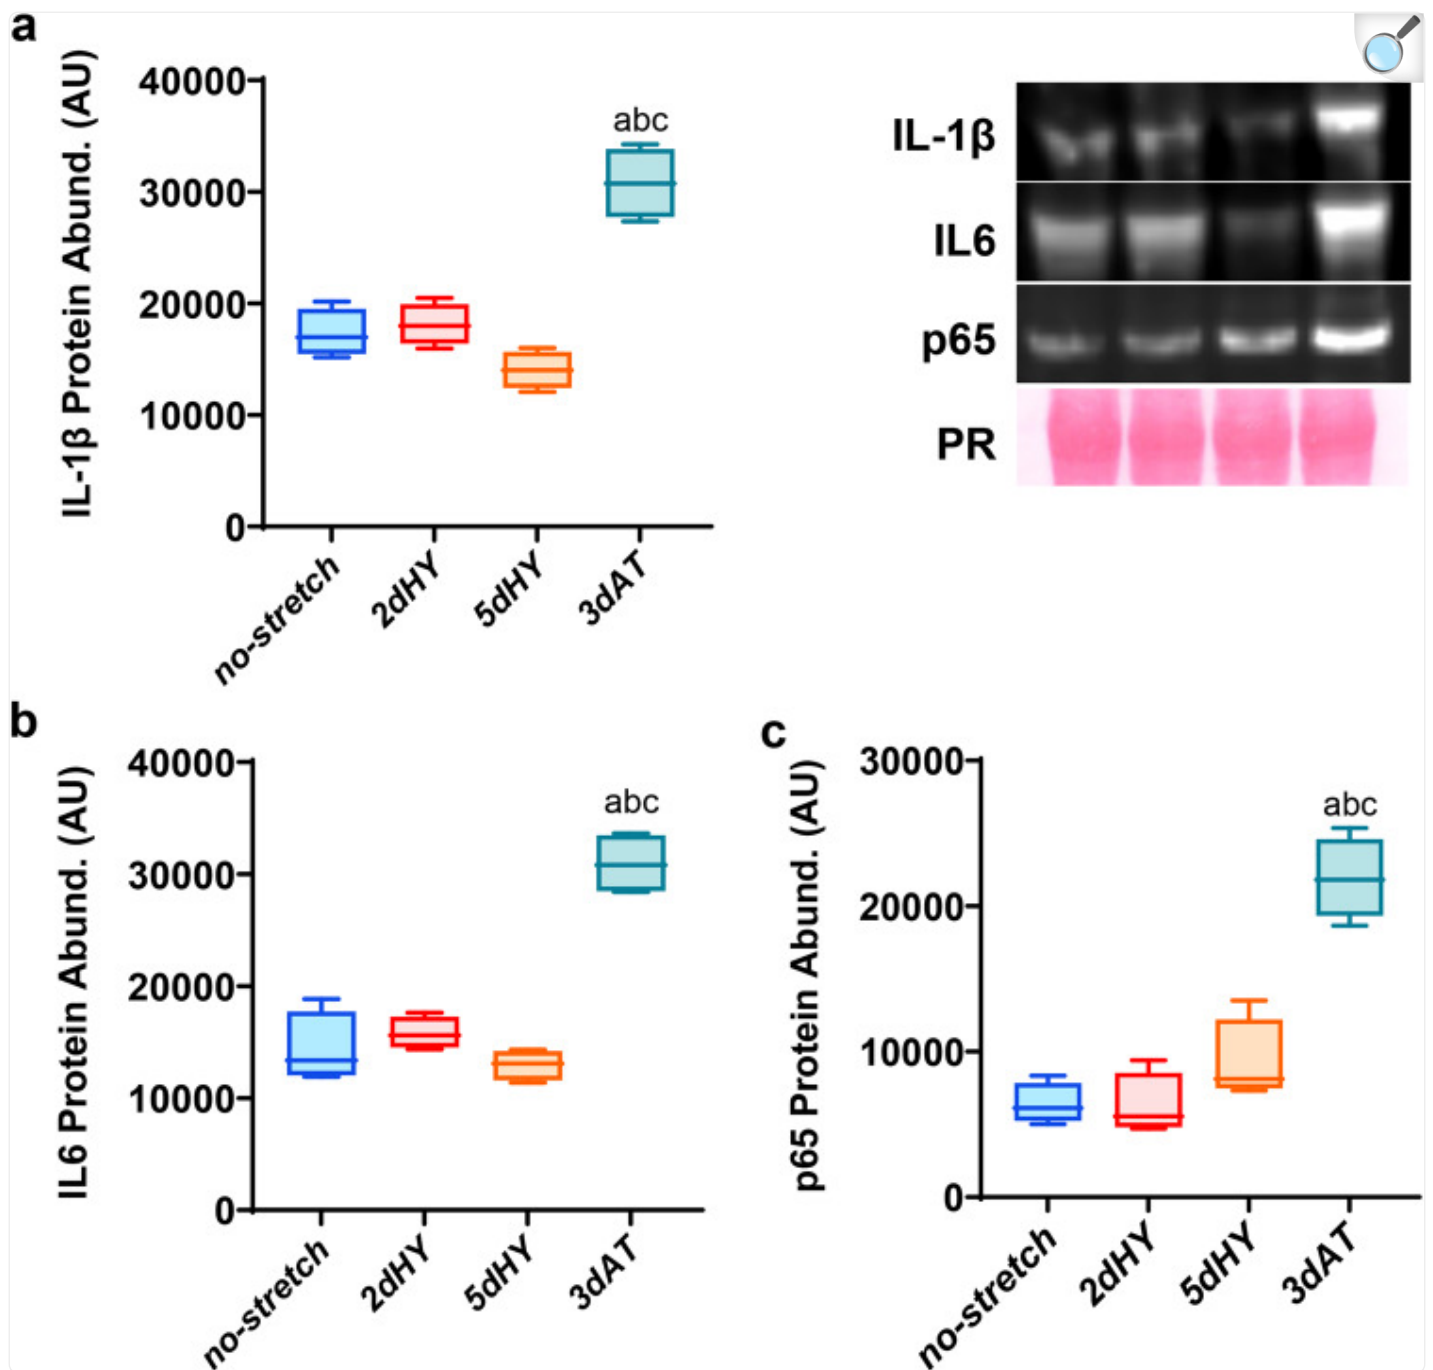 a
IL-1β Protein Abund. (AU)
40000
30000
20000
10000
0
abc
no-stretch
2dHY
5dHY
3dAT
IL-1β
IL6
p65
PR
b
IL6 Protein Abund. (AU)
40000
30000
20000
10000
0
abc
no-stretch
2dHY
5dHY
3dAT
c
p65 Protein Abund. (AU)
30000
20000
10000
0
abc
no-stretch
2dHY
5dHY
3dAT